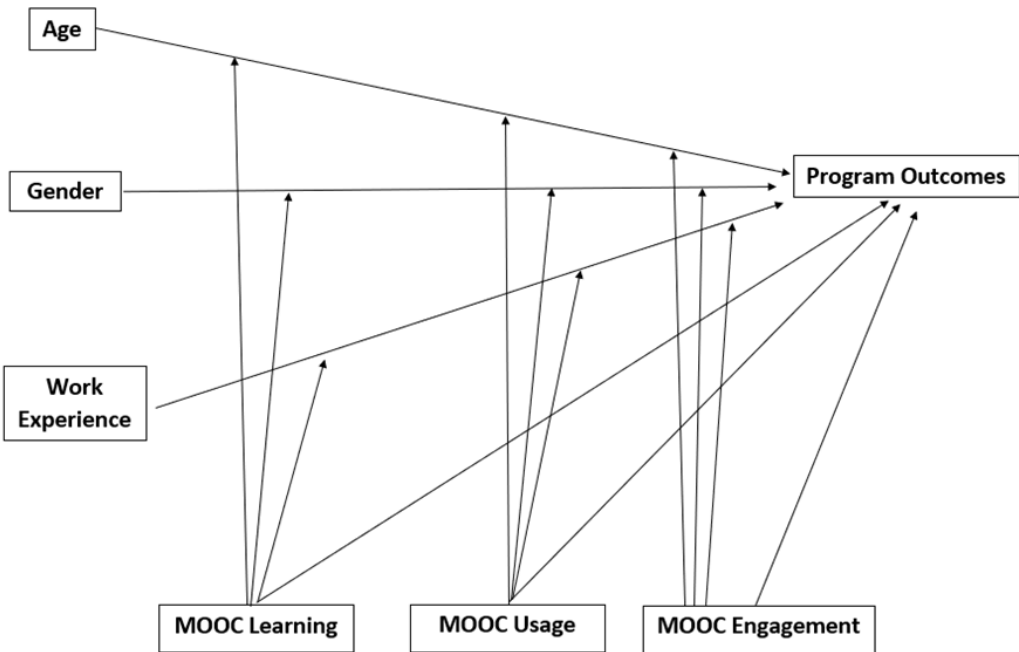 Age
Program Outcomes
Gender
Work
Experience
MOOC Learning
MOOC Usage
MOOC Engagement